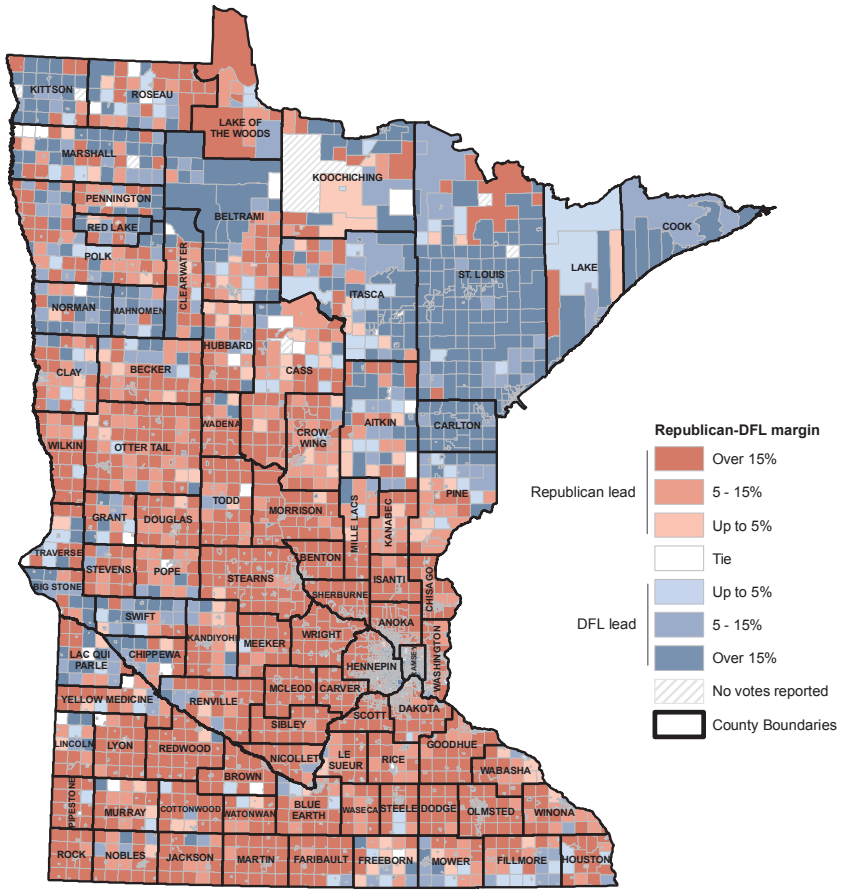 KITTSON
ROSEAU
LAKE OF
THE WOODS
MARSHALL
KOOCHICHING
PENNINGTON
BELTRAMI
RED LAKE
COOK
POLK
CLEARWATER
ST. LOUIS
LAKE
ITASCA
NORMAN
MAHNOMEN
HUBBARD
CASS
CLAY
BECKER
AITKIN
WADENA
CARLTON
CROW
WING
WILKIN
OTTER TAIL
Republican-DFL margin
Over 15%
Republican lead
5 - 15%
Up to 5%
Tie
Up to 5%
DFL lead
5 - 15%
Over 15%
No votes reported
County Boundaries
TODD
PINE
MORRISON
MILLE LACS
KANABEC
GRANT
DOUGLAS
TRAVERSE
BENTON
STEVENS
POPE
STEARNS
ISANTI
CHISAGO
BIG STONE
SHERBURNE
SWIFT
ANOKA
KANDIYOHI
MEEKER
WRIGHT
WASHINGTON
LAC QUI
PARLE
CHIPPEWA
HENNEPIN
RAMSEY
MCLEOD
CARVER
YELLOW MEDICINE
RENVILLE
SCOTT
DAKOTA
SIBLEY
LINCOLN
LYON
REDWOOD
GOODHUE
NICOLLET
LE
SUEUR
RICE
WABASHA
BROWN
PIPESTONE
MURRAY
COTTONWOOD
WATONWAN
BLUE
EARTH
WASECA
STEELE
DODGE
OLMSTED
WINONA
ROCK
NOBLES
JACKSON
MARTIN
FARIBAULT
FREEBORN
MOWER
FILLMORE
HOUSTON